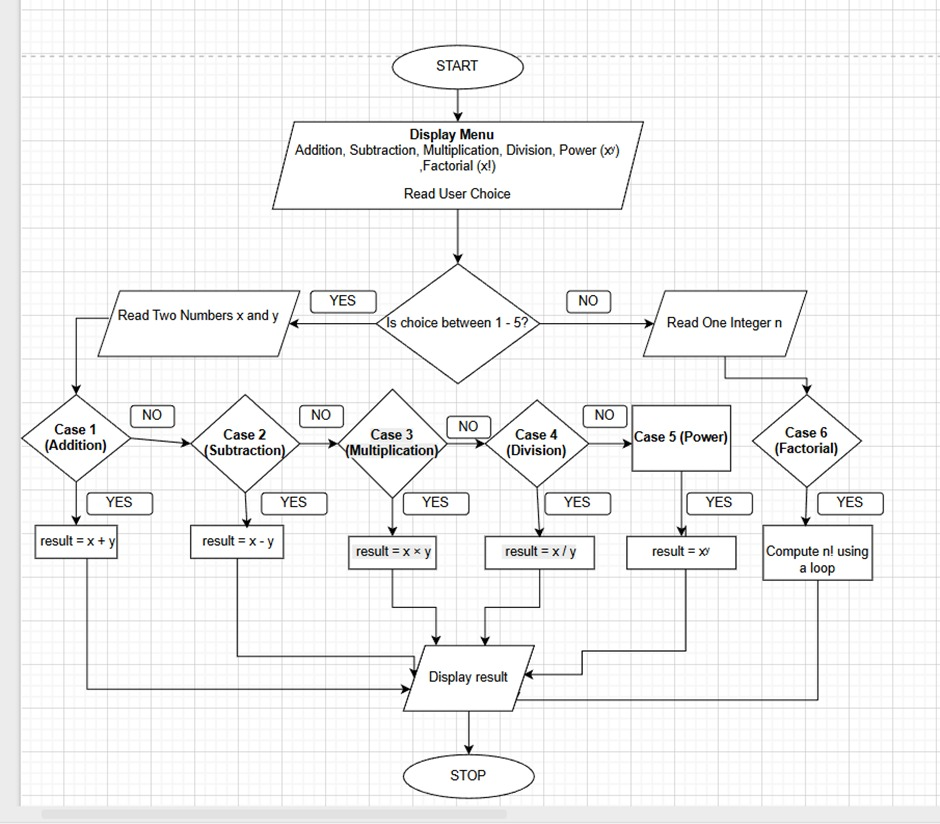 START
Display Menu
Addition, Subtraction, Multiplication, Division, Power (xʸ)
,Factorial (x!)
Read User Choice
YES
NO
Read Two Numbers x and y
Is choice between 1 - 5?
Read One Integer n
NO
NO
NO
NO
Case 1
(Addition)
Case 2
(Subtraction)
Case 3
(Multiplication)
Case 4
(Division)
Case 5 (Power)
Case 6
(Factorial)
YES
YES
YES
YES
YES
YES
result = x + y
result = x - y
result = x × y
result = x / y
result = xʸ
Compute n! using
a loop
Display result
STOP